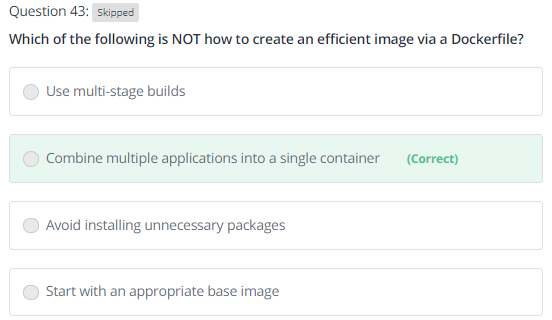 Question 43: Skipped
Which of the following is NOT how to create an efficient image via a Dockerfile?
Use multi-stage builds
Combine multiple applications into a single container (Correct)
Avoid installing unnecessary packages
Start with an appropriate base image